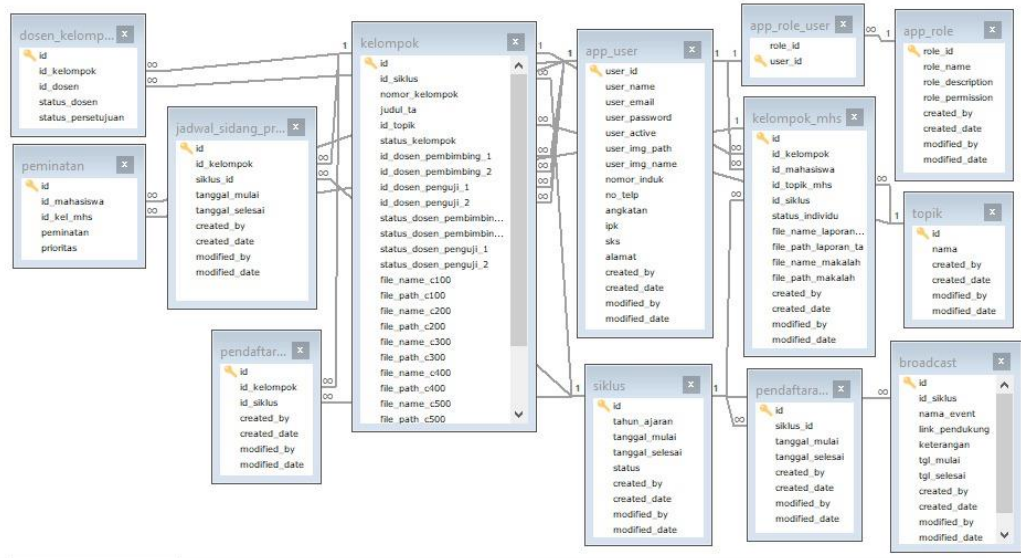 dosen_kelomp...
id
id_kelompok
id_dosen
status_dosen
status_persetujuan
peminatan
id
id_mahasiswa
id_kel_mhs
peminatan
prioritas
jadwal_sidang_pr...
id
id_kelompok
siklus_id
tanggal_mulai
tanggal_selesai
created_by
created_date
modified_by
modified_date
pendaftar...
id
id_kelompok
id_siklus
created_by
created_date
modified_by
modified_date
kelompok
id
id_siklus
nomor_kelompok
judul_ta
id_topik
status_kelompok
id_dosen_pembimbing_1
id_dosen_pembimbing_2
id_dosen_penguji_1
id_dosen_penguji_2
status_dosen_pembimbin...
status_dosen_pembimbin...
status_dosen_penguji_1
status_dosen_penguji_2
file_name_c100
file_path_c100
file_name_c200
file_path_c200
file_name_c300
file_path_c300
file_name_c400
file_path_c400
file_name_c500
file_path_c500
app_user
user_id
user_name
user_email
user_password
user_active
user_img_path
user_img_name
nomor_induk
no_telp
angkatan
ipk
sks
alamat
created_by
created_date
modified_by
modified_date
siklus
id
tahun_ajaran
tanggal_mulai
tanggal_selesai
status
created_by
created_date
modified_by
modified_date
app_role_user
role_id
user_id
kelompok_mhs
id
id_kelompok
id_mahasiswa
id_topik_mhs
id_siklus
status_individu
file_name_laporan...
file_path_laporan_ta
file_name_makalah
file_path_makalah
created_by
created_date
modified_by
modified_date
pendaftara...
id
siklus_id
tanggal_mulai
tanggal_selesai
created_by
created_date
modified_by
modified_date
app_role
role_id
role_name
role_description
role_permission
created_by
created_date
modified_by
modified_date
topik
id
nama
created_by
created_date
modified_by
modified_date
broadcast
id
id_siklus
nama_event
link_pendukung
keterangan
tgl_mulai
tgl_selesai
created_by
created_date
modified_by
modified_date